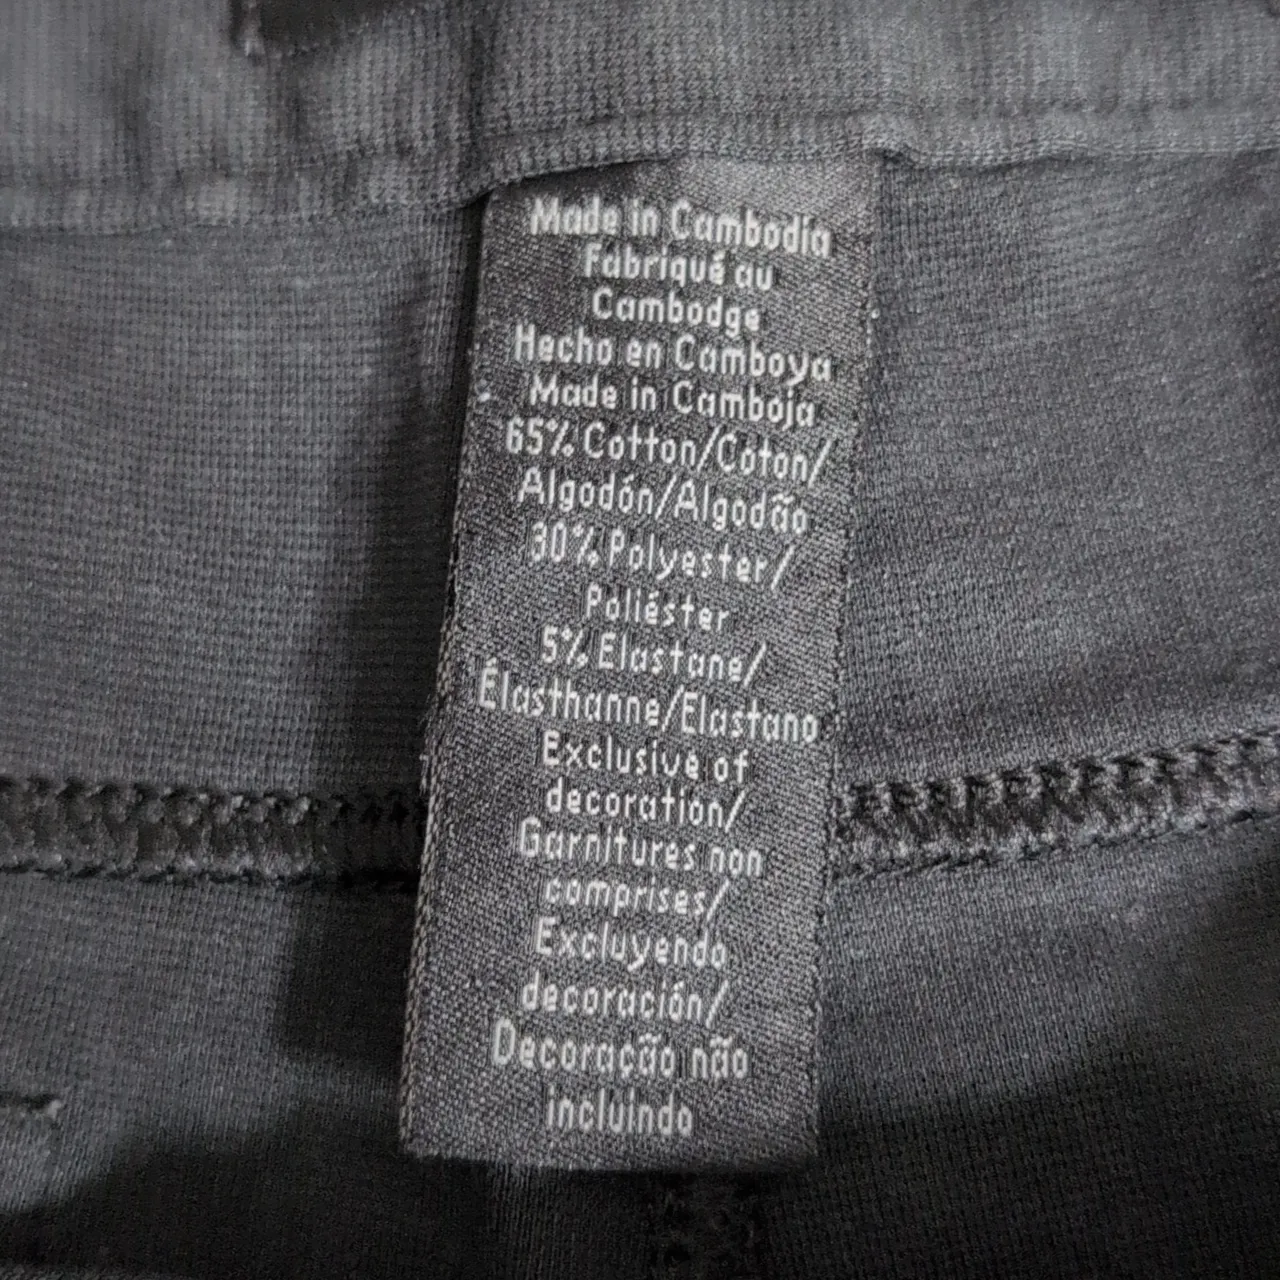 Made in Cambodia
Fabriqué au
Cambodge
Hecho en Camboya
Made in Camboja
65% Cotton/Coton/
Algodón/Algodão
30% Polyester/
Poliéster
5% Elastane/
Élasthanne/Elastano
Exclusive of
decoration/
Garnitures non
comprises/
Excluyendo
decoración/
Decoração não
incluindo